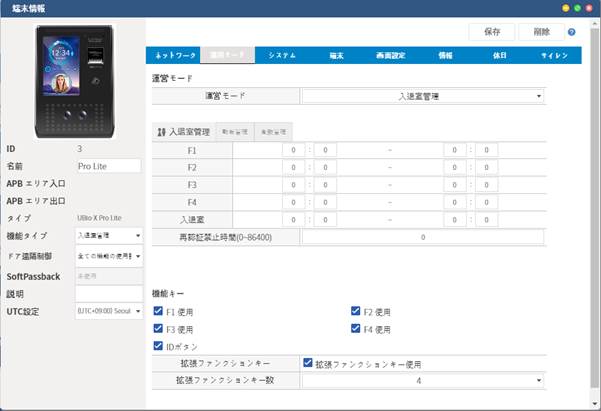 端末情報
保存 削除 ?
ネットワーク 運営モード システム 端末 画面設定 情報 休日 サイレン
運営モード
運営モード 入退室管理
入退室管理 勤怠管理 食数管理
F1 0 : 0 ~ 0 : 0
F2 0 : 0 ~ 0 : 0
F3 0 : 0 ~ 0 : 0
F4 0 : 0 ~ 0 : 0
入退室 0 : 0 ~ 0 : 0
再認証禁止時間(0~86400) 0
機能キー
F1 使用 F2 使用
F3 使用 F4 使用
IDボタン
拡張ファンクションキー 拡張ファンクションキー使用
拡張ファンクションキー数 4
ID 3
名前 Pro Lite
APB エリア入口
APB エリア出口
タイプ UBio X Pro Lite
機能タイプ 入退室管理
ドア遠隔制御 全ての機能の使用
SoftPassback 未使用
説明
UTC設定 (UTC+09:00) Seoul